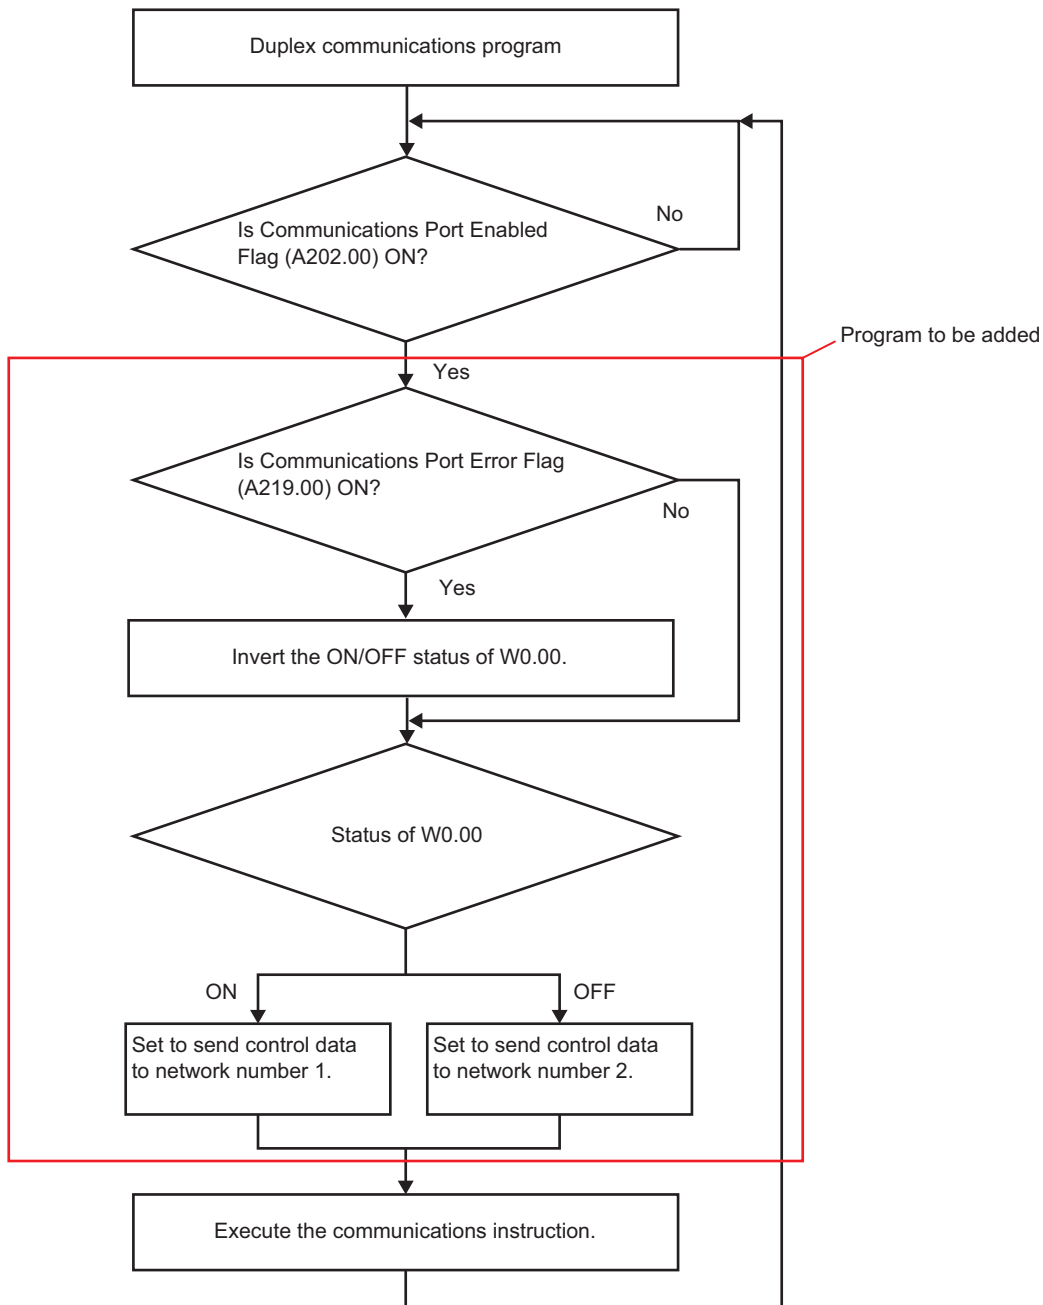 Duplex communications program
No
Is Communications Port Enabled
Flag (A202.00) ON?
Program to be added
Yes
Is Communications Port Error Flag
(A219.00) ON?
No
Yes
Invert the ON/OFF status of W0.00.
Status of W0.00
ON
OFF
Set to send control data
to network number 1.
Set to send control data
to network number 2.
Execute the communications instruction.